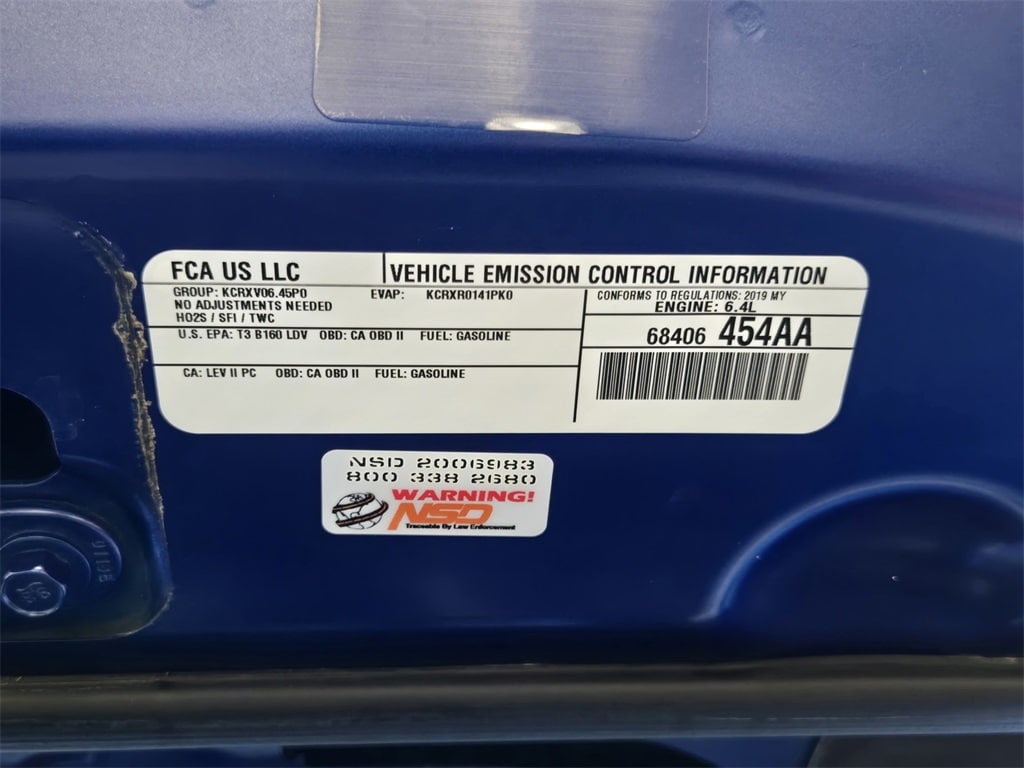 FCA US LLC
VEHICLE EMISSION CONTROL INFORMATION
GROUP: KCRXV06.45P0 EVAP: KCRXR0141PK0
NO ADJUSTMENTS NEEDED
HO2S / SFI / TWC
CONFORMS TO REGULATIONS: 2019 MY
ENGINE: 6.4L
U.S. EPA: T3 B160 LDV OBD: CA OBD II FUEL: GASOLINE
68406 454AA
CA: LEV II PC OBD: CA OBD II FUEL: GASOLINE
NSD 2006983
800 338 2680
WARNING!
NSD
Traceable By Law Enforcement